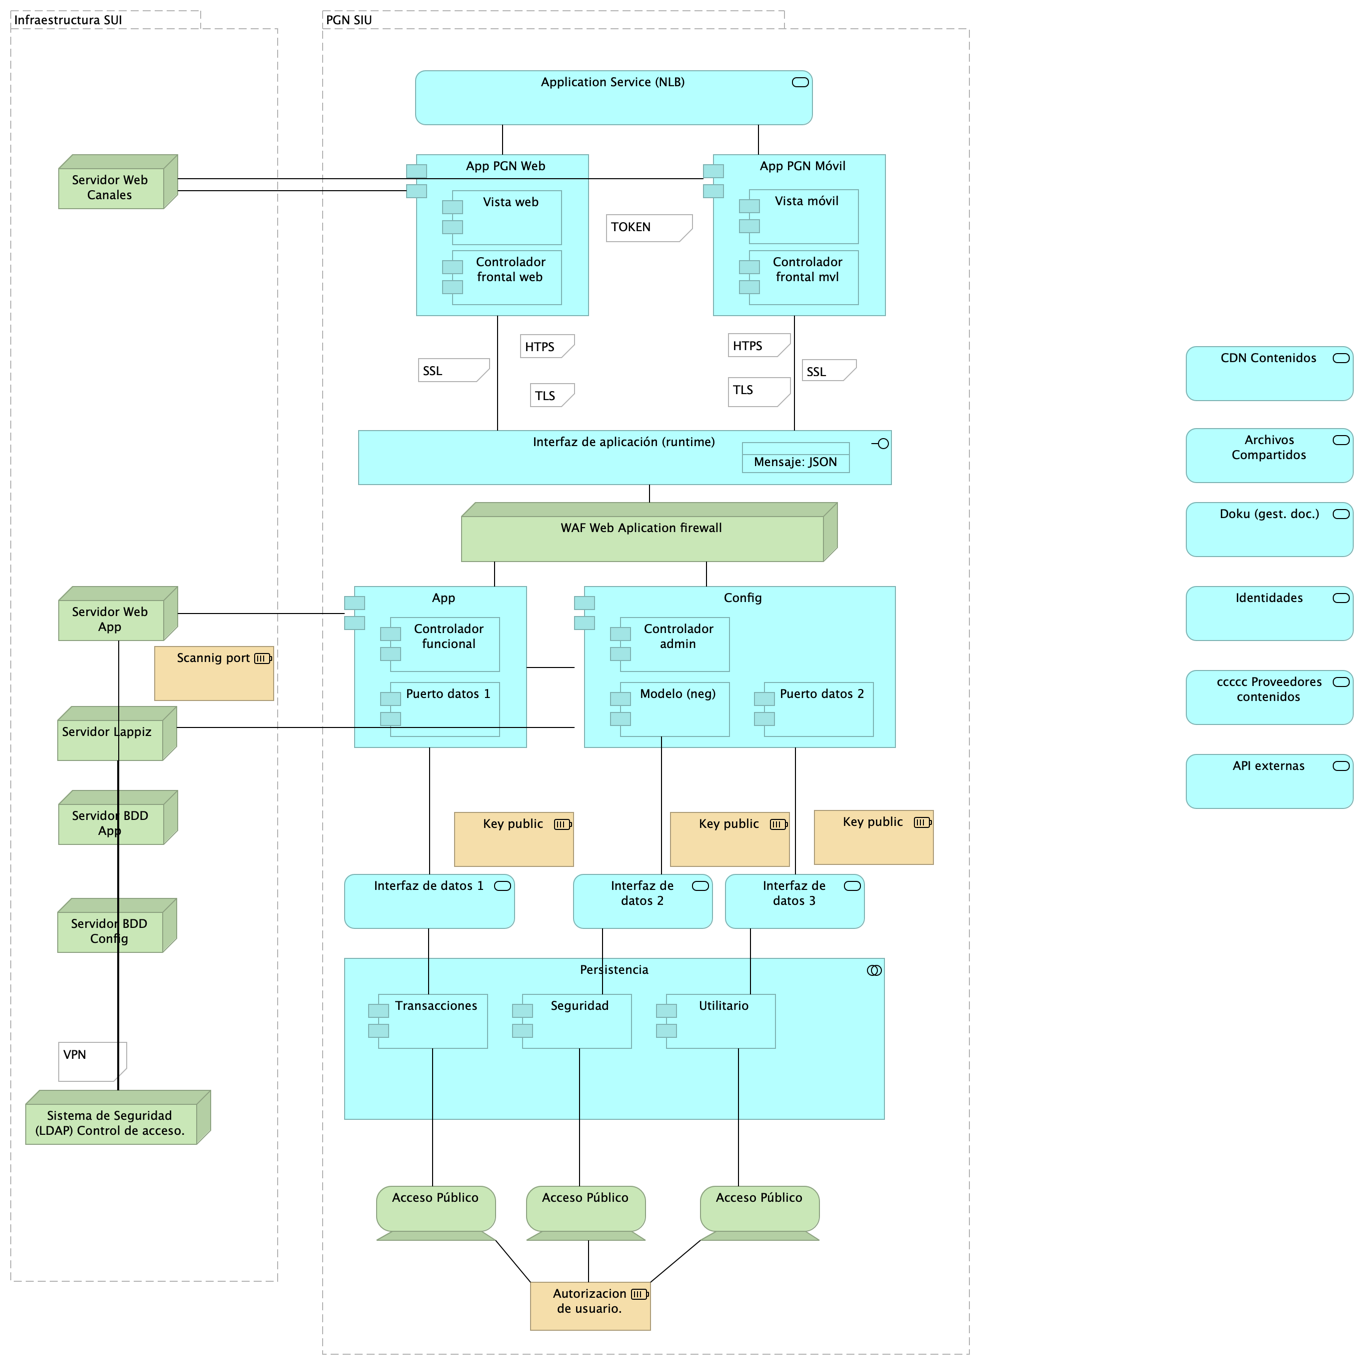 Infraestructura SUI
PGN SIU
Application Service (NLB)
Servidor Web
Canales
App PGN Web
Vista web
Controlador
frontal web
TOKEN
App PGN Móvil
Vista móvil
Controlador
frontal mvl
HTPS
SSL
TLS
HTPS
SSL
TLS
Interfaz de aplicación (runtime)
Mensaje: JSON
WAF Web Aplication firewall
Servidor Web
App
Scannig port
Servidor Lappiz
Servidor BDD
App
Servidor BDD
Config
VPN
Sistema de Seguridad
(LDAP) Control de acceso.
App
Controlador
funcional
Puerto datos 1
Config
Controlador
admin
Modelo (neg)
Puerto datos 2
Key public
Key public
Key public
Interfaz de datos 1
Interfaz de
datos 2
Interfaz de
datos 3
Persistencia
Transacciones
Seguridad
Utilitario
Acceso Público
Acceso Público
Acceso Público
Autorizacion
de usuario.
CDN Contenidos
Archivos
Compartidos
Doku (gest. doc.)
Identidades
ccccc Proveedores
contenidos
API externas